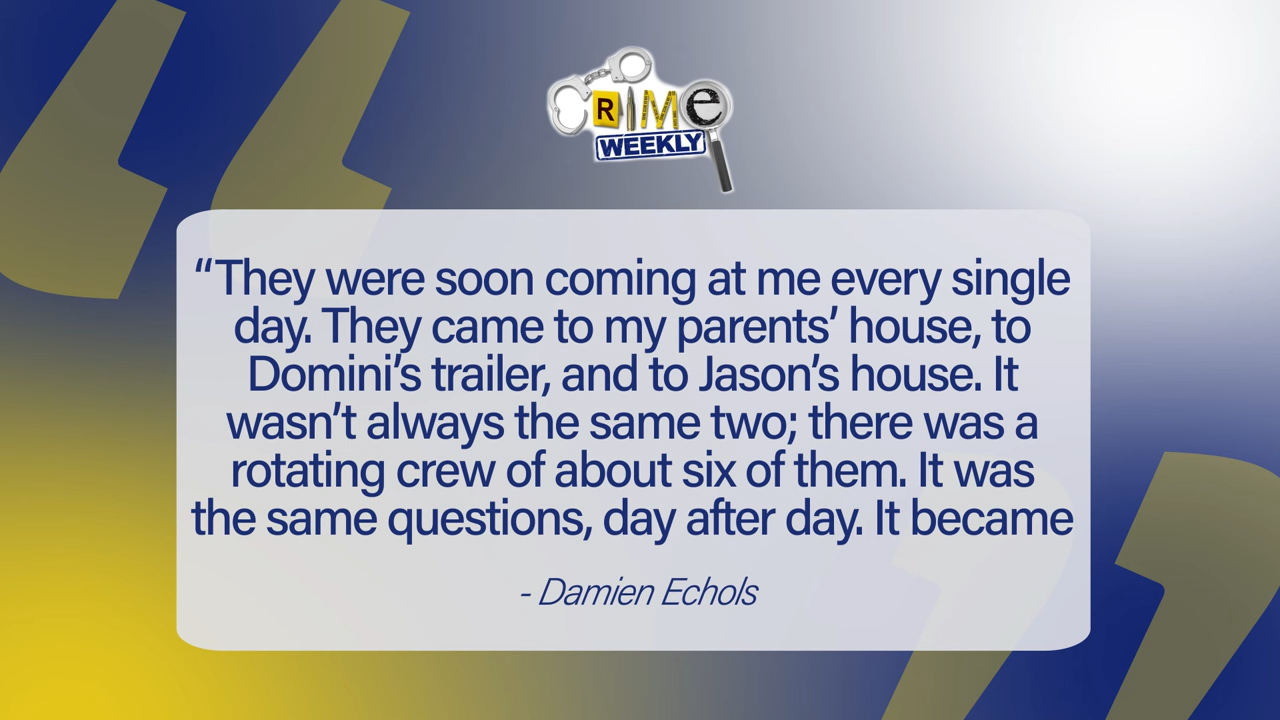 CRIMe
WEEKLY
“They were soon coming at me every single
day. They came to my parents’ house, to
Domini’s trailer, and to Jason’s house. It
wasn’t always the same two; there was a
rotating crew of about six of them. It was
the same questions, day after day. It became
- Damien Echols